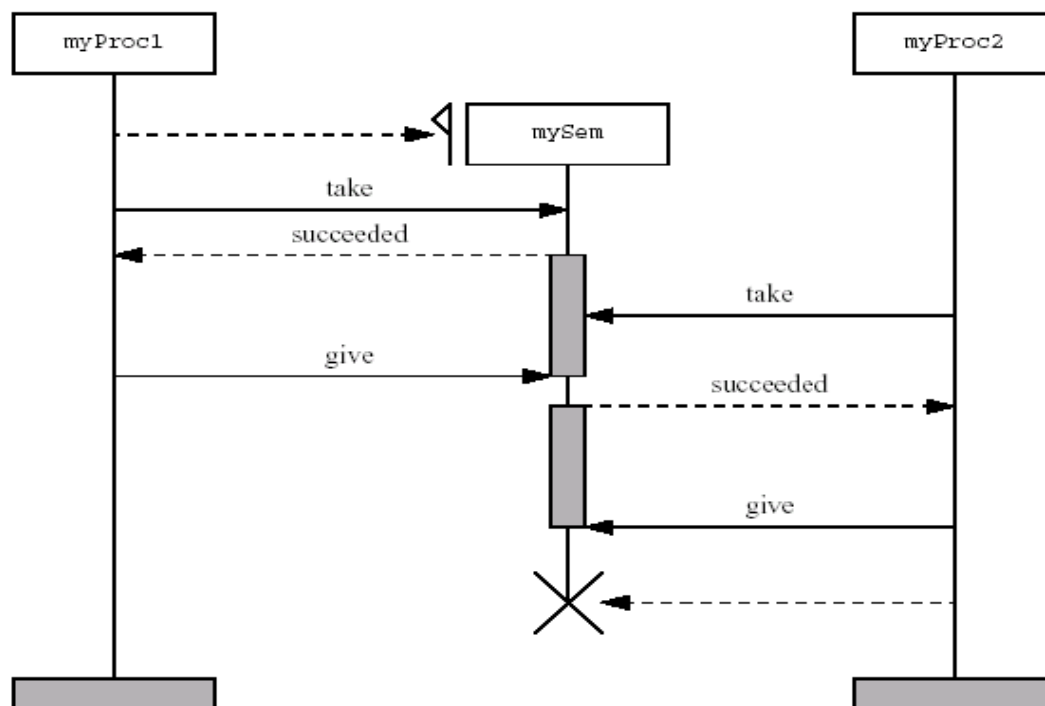 myProc1
myProc2
mySem
take
succeeded
take
give
succeeded
give